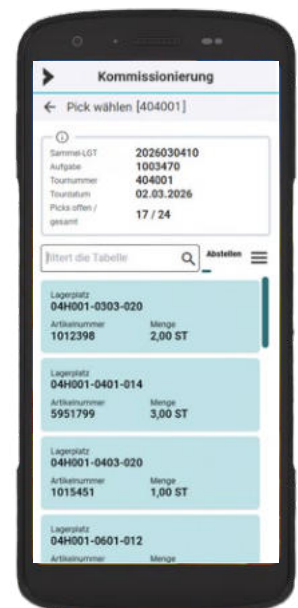 Kommissionierung
← Pick wählen [404001]
Sammel-LGT 2026030410
Aufgabe 1003470
Tournummer 404001
Tourdatum 02.03.2026
Picks offen / gesamt 17 / 24
filtert die Tabelle
Abstellen
Lagerplatz
04H001-0303-020
Artikelnummer Menge
1012398 2,00 ST
Lagerplatz
04H001-0401-014
Artikelnummer Menge
5951799 3,00 ST
Lagerplatz
04H001-0403-020
Artikelnummer Menge
1015451 1,00 ST
Lagerplatz
04H001-0601-012
Artikelnummer Menge